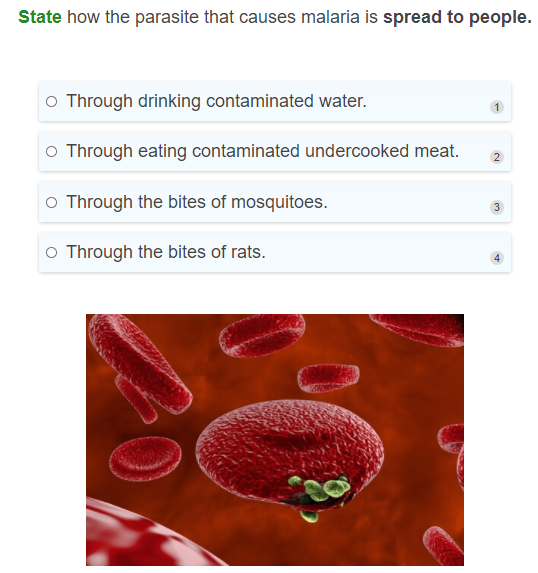 State how the parasite that causes malaria is spread to people.
Through drinking contaminated water.
1
Through eating contaminated undercooked meat.
2
Through the bites of mosquitoes.
3
Through the bites of rats.
4